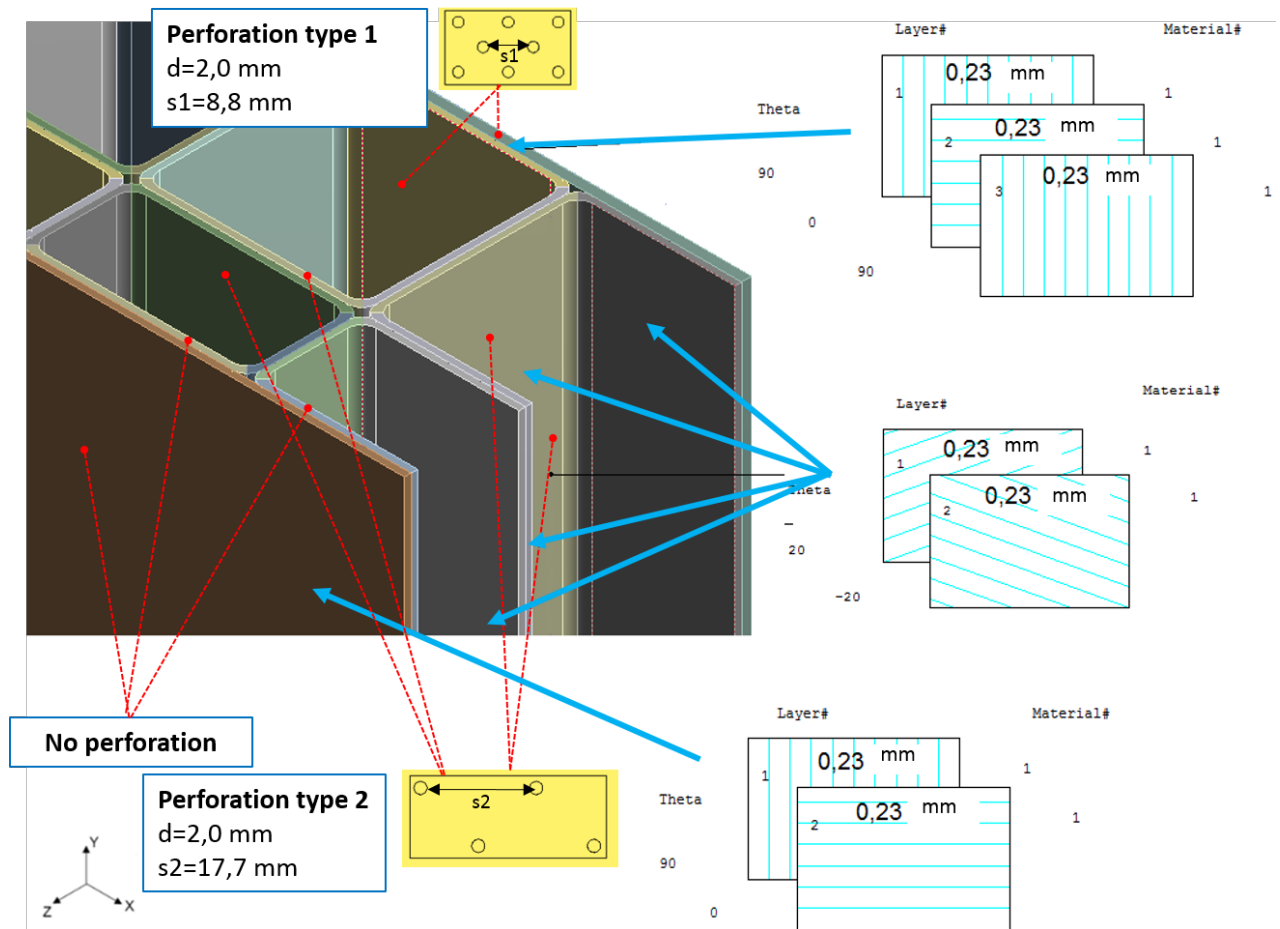 Perforation type 1
d=2,0 mm
s1=8,8 mm
s1
Layer#
Material#
Theta
0,23 mm
1
1
90
0,23 mm
2
1
0
0,23 mm
3
1
90
Layer#
Material#
Theta
0,23 mm
1
1
–
20
0,23 mm
2
1
-20
Layer#
Material#
Theta
0,23 mm
1
1
90
0,23 mm
2
1
0
No perforation
Perforation type 2
d=2,0 mm
s2=17,7 mm
s2
Y
Z
X